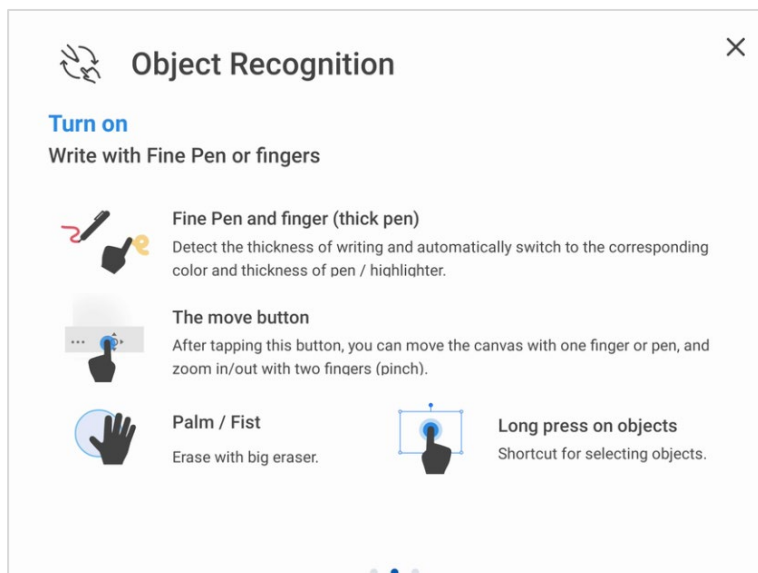 Object Recognition
Turn on
Write with Fine Pen or fingers
Fine Pen and finger (thick pen)
Detect the thickness of writing and automatically switch to the corresponding
color and thickness of pen / highlighter.
The move button
After tapping this button, you can move the canvas with one finger or pen, and
zoom in/out with two fingers (pinch).
Palm / Fist
Erase with big eraser.
Long press on objects
Shortcut for selecting objects.